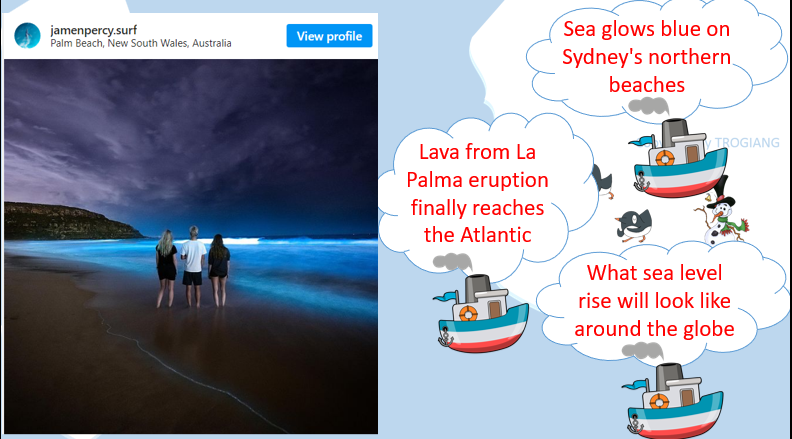 jamenpercy.surf
Palm Beach, New South Wales, Australia
View profile
Sea glows blue on
Sydney's northern
beaches
Lava from La
Palma eruption
finally reaches
the Atlantic
What sea level
rise will look like
around the globe
TROGIANG